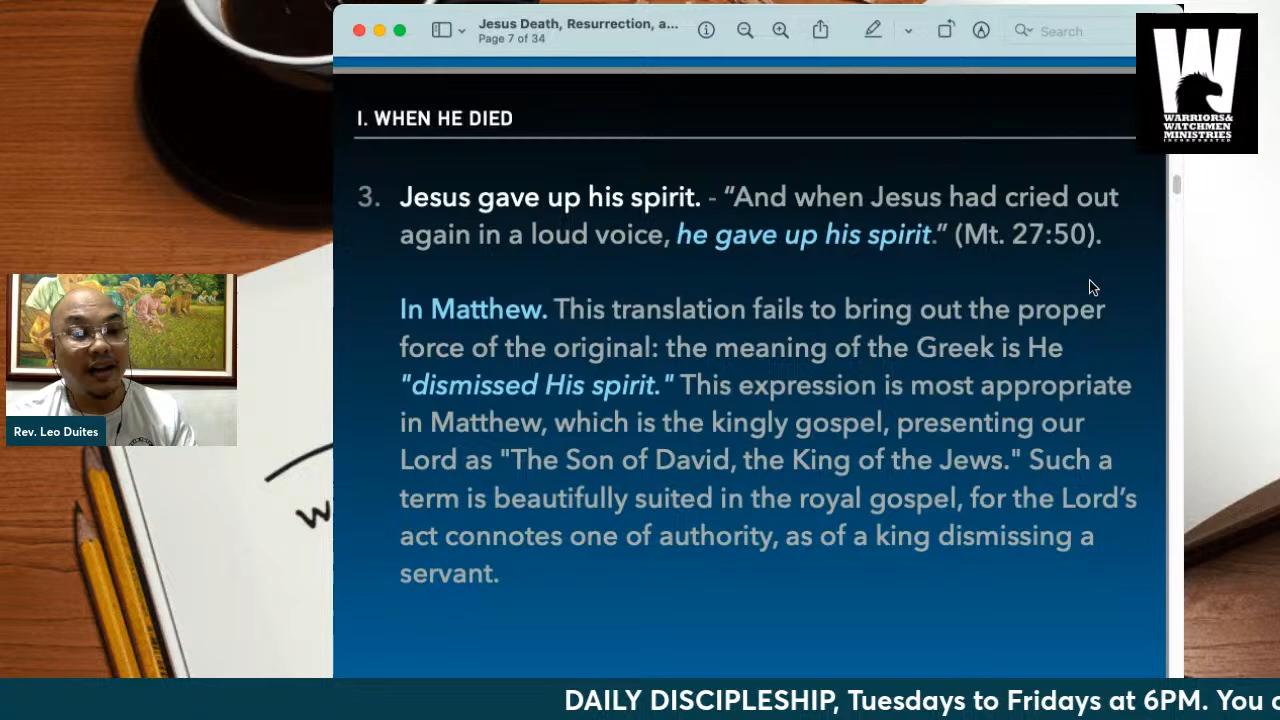 Jesus Death, Resurrection, a...
Page 7 of 34
Search
W
WARRIORS&
WATCHMEN
MINISTRIES
INCORPORATED
I. WHEN HE DIED
3. Jesus gave up his spirit. - “And when Jesus had cried out
again in a loud voice, he gave up his spirit.” (Mt. 27:50).
In Matthew. This translation fails to bring out the proper
force of the original: the meaning of the Greek is He
"dismissed His spirit." This expression is most appropriate
in Matthew, which is the kingly gospel, presenting our
Lord as "The Son of David, the King of the Jews." Such a
term is beautifully suited in the royal gospel, for the Lord’s
act connotes one of authority, as of a king dismissing a
servant.
Rev. Leo Duites
DAILY DISCIPLESHIP, Tuesdays to Fridays at 6PM. You